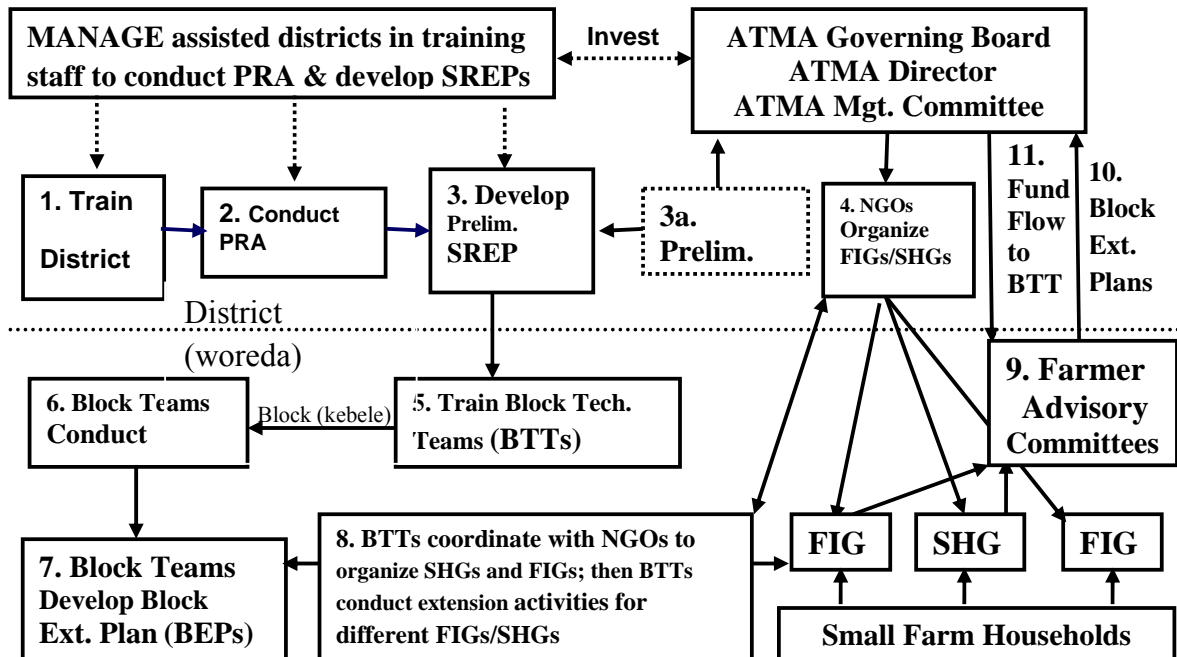 MANAGE assisted districts in training
staff to conduct PRA & develop SREPs
Invest
ATMA Governing Board
ATMA Director
ATMA Mgt. Committee
1. Train
District
2. Conduct
PRA
3. Develop
Prelim.
SREP
3a.
Prelim.
4. NGOs
Organize
FIGs/SHGs
11.
Fund
Flow
to
BTT
10.
Block
Ext.
Plans
District
(woreda)
6. Block Teams
Conduct
Block (kebele)
5. Train Block Tech.
Teams (BTTs)
9. Farmer
Advisory
Committees
7. Block Teams
Develop Block
Ext. Plan (BEPs)
8. BTTs coordinate with NGOs to
organize SHGs and FIGs; then BTTs
conduct extension activities for
different FIGs/SHGs
FIG
SHG
FIG
Small Farm Households